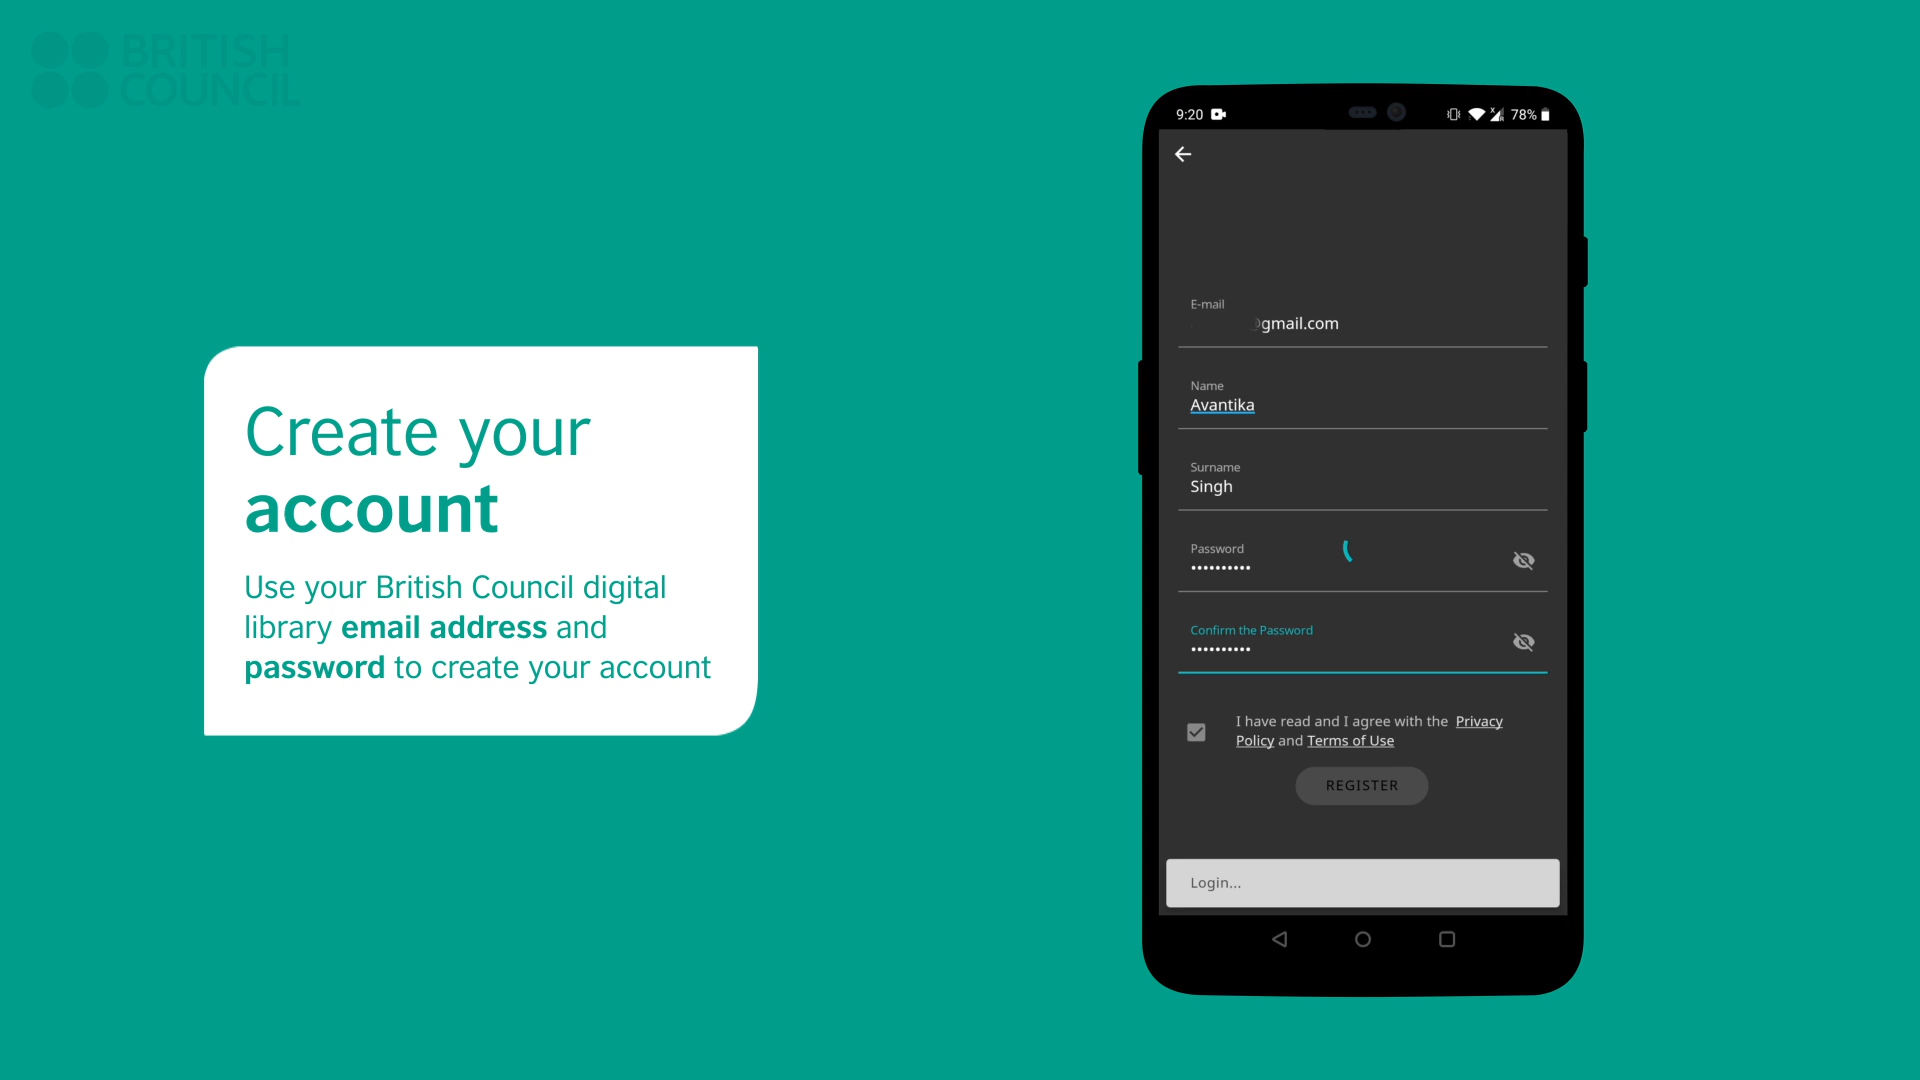 BRITISH
COUNCIL
Create your
account
Use your British Council digital
library email address and
password to create your account
9:20
78%
E-mail
@gmail.com
Name
Avantika
Surname
Singh
Password
••••••••••
Confirm the Password
••••••••••
I have read and I agree with the Privacy
Policy and Terms of Use
REGISTER
Login...